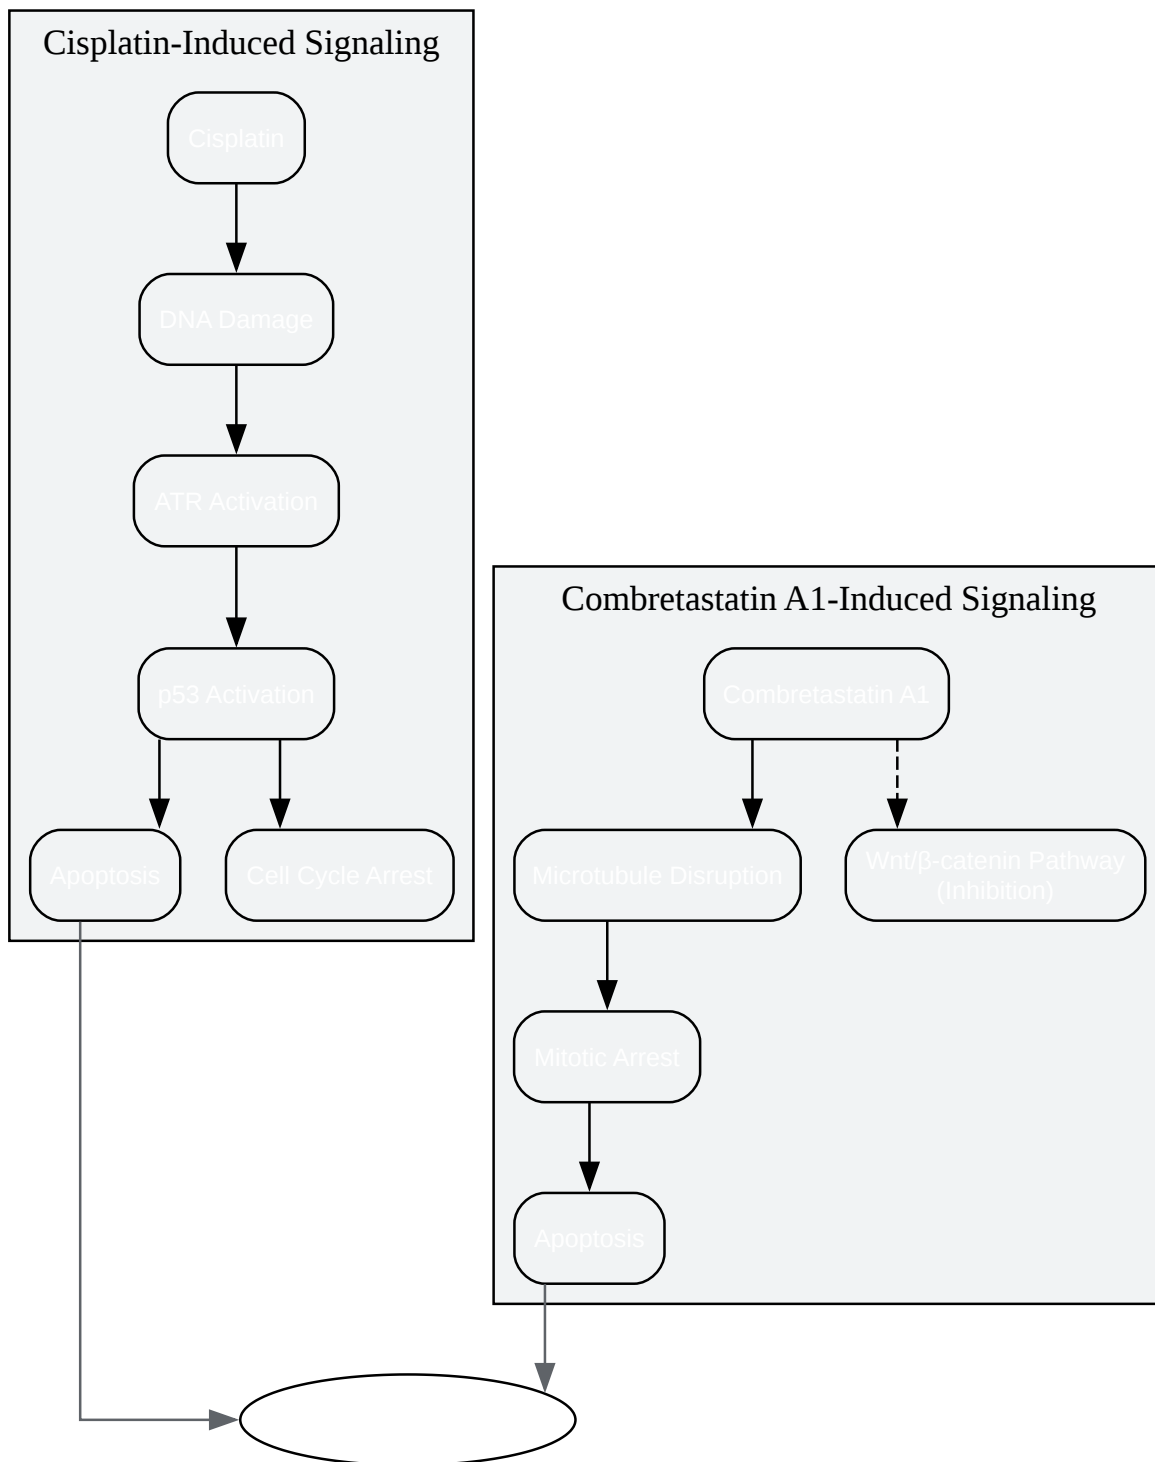 Cisplatin-Induced Signaling
Cisplatin
DNA Damage
ATR Activation
p53 Activation
Apoptosis
Cell Cycle Arrest
Combretastatin A1-Induced Signaling
Combretastatin A1
Microtubule Disruption
Wnt/β-catenin Pathway
(Inhibition)
Mitotic Arrest
Apoptosis